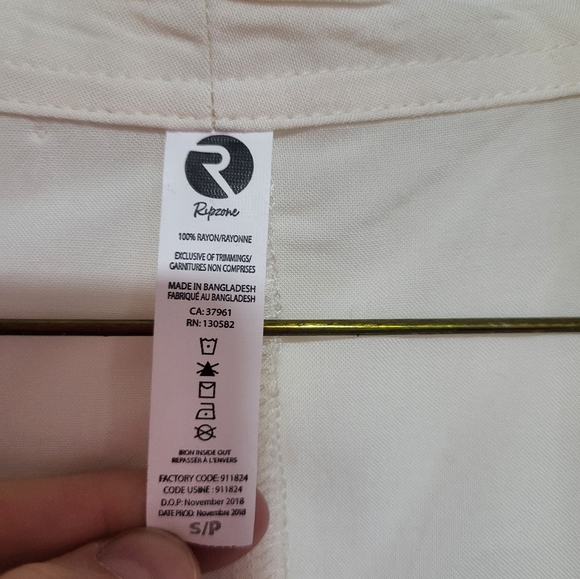 R
Ripzone
100% RAYON/RAYONNE
EXCLUSIVE OF TRIMMINGS/
GARNITURES NON COMPRISES
MADE IN BANGLADESH
FABRIQUÉ AU BANGLADESH
CA: 37961
RN: 130582
IRON INSIDE OUT
REPASSER À L'ENVERS
FACTORY CODE: 911824
CODE USINE : 911824
D.O.P: November 2018
DATE PROD: Novembre 2018
S/P